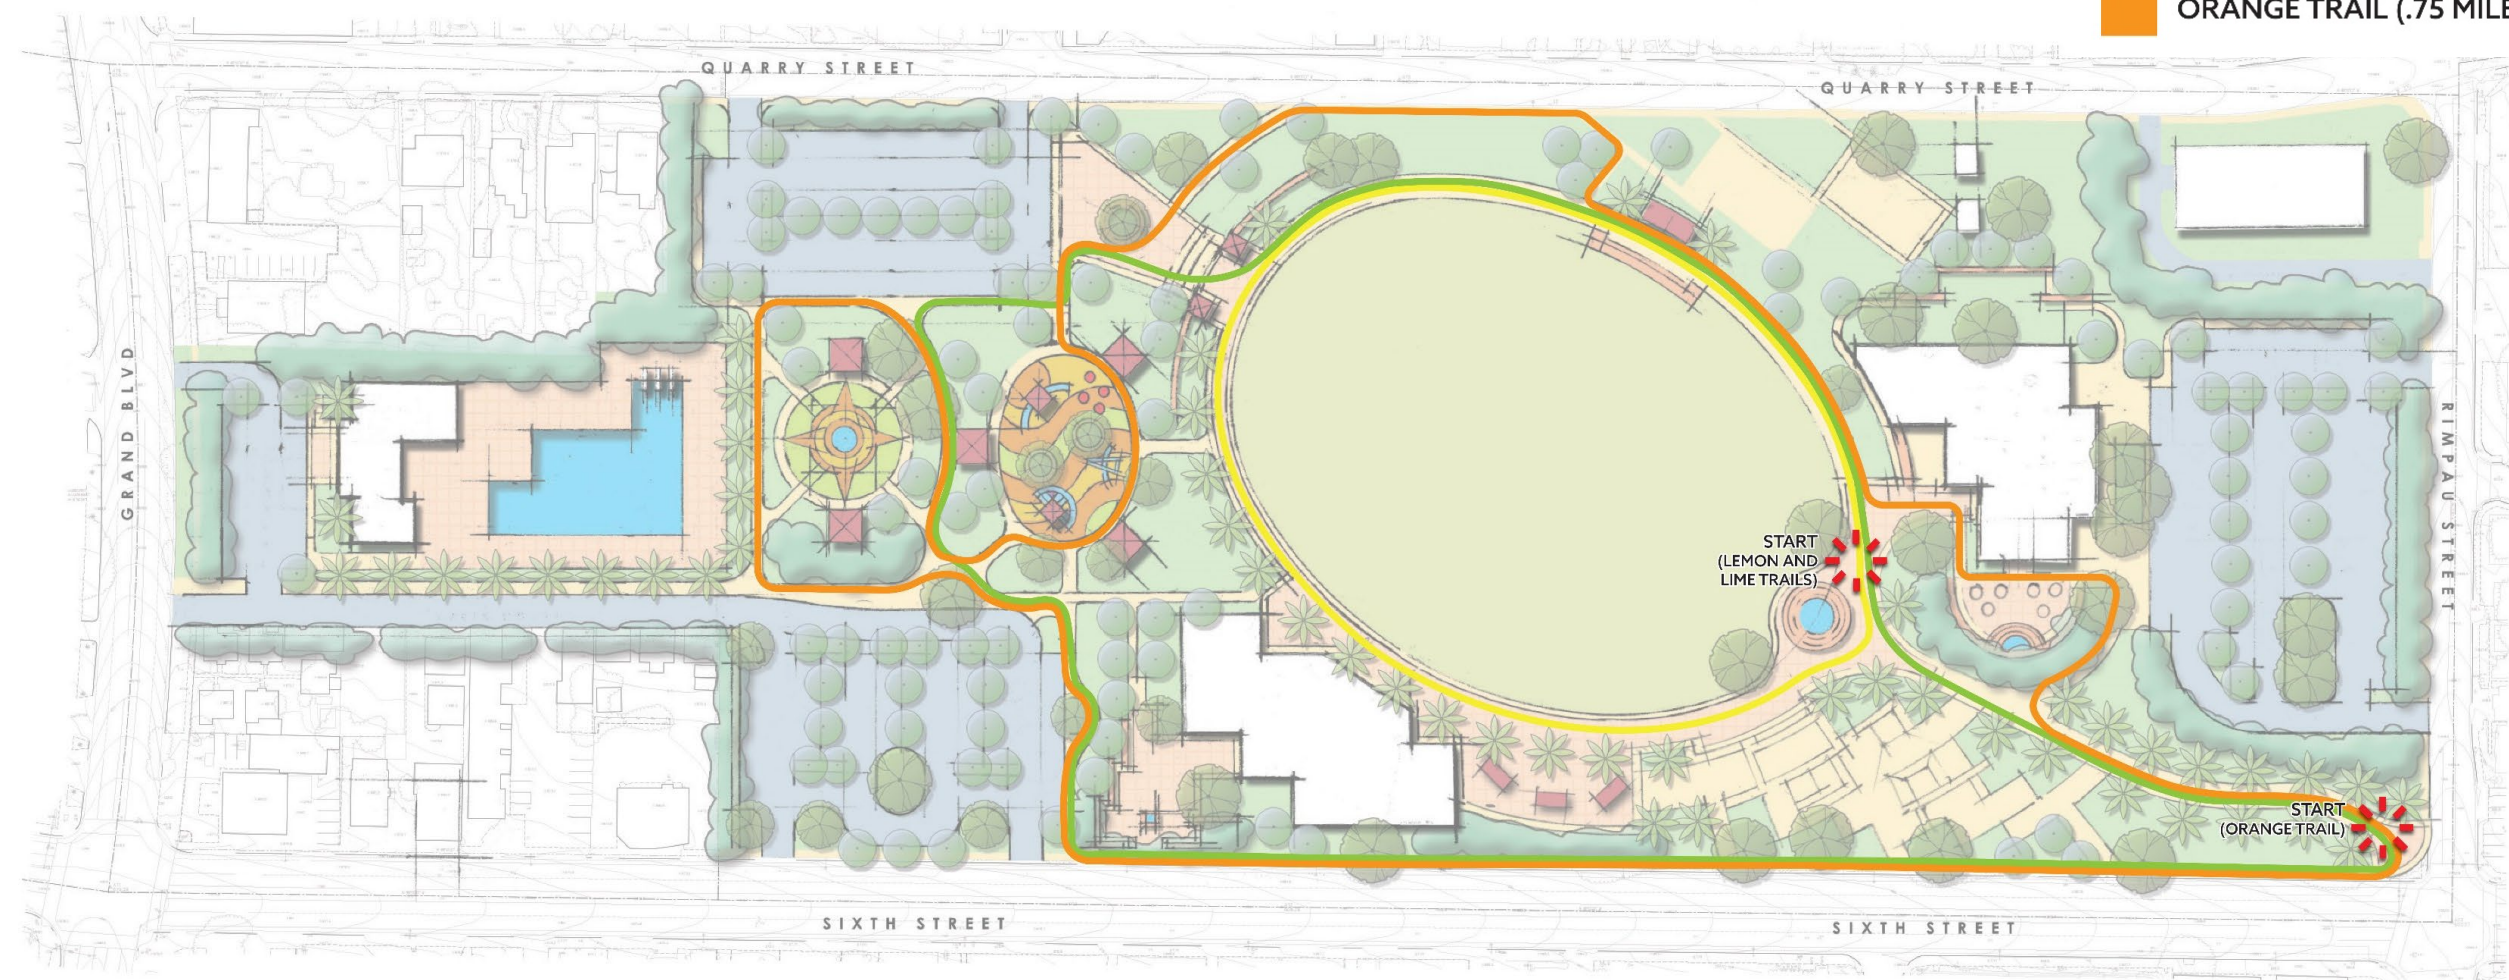 ORANGE TRAIL (.75 MILE
QUARRY STREET
QUARRY STREET
GRAND BLVD
RIMPAU STREET
START
(LEMON AND
LIME TRAILS)
START
(ORANGE TRAIL)
SIXTH STREET
SIXTH STREET